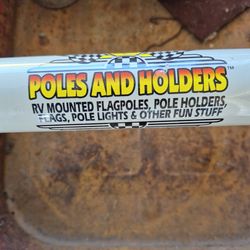 POLES AND HOLDERS™
RV MOUNTED FLAGPOLES, POLE HOLDERS,
FLAGS, POLE LIGHTS & OTHER FUN STUFF